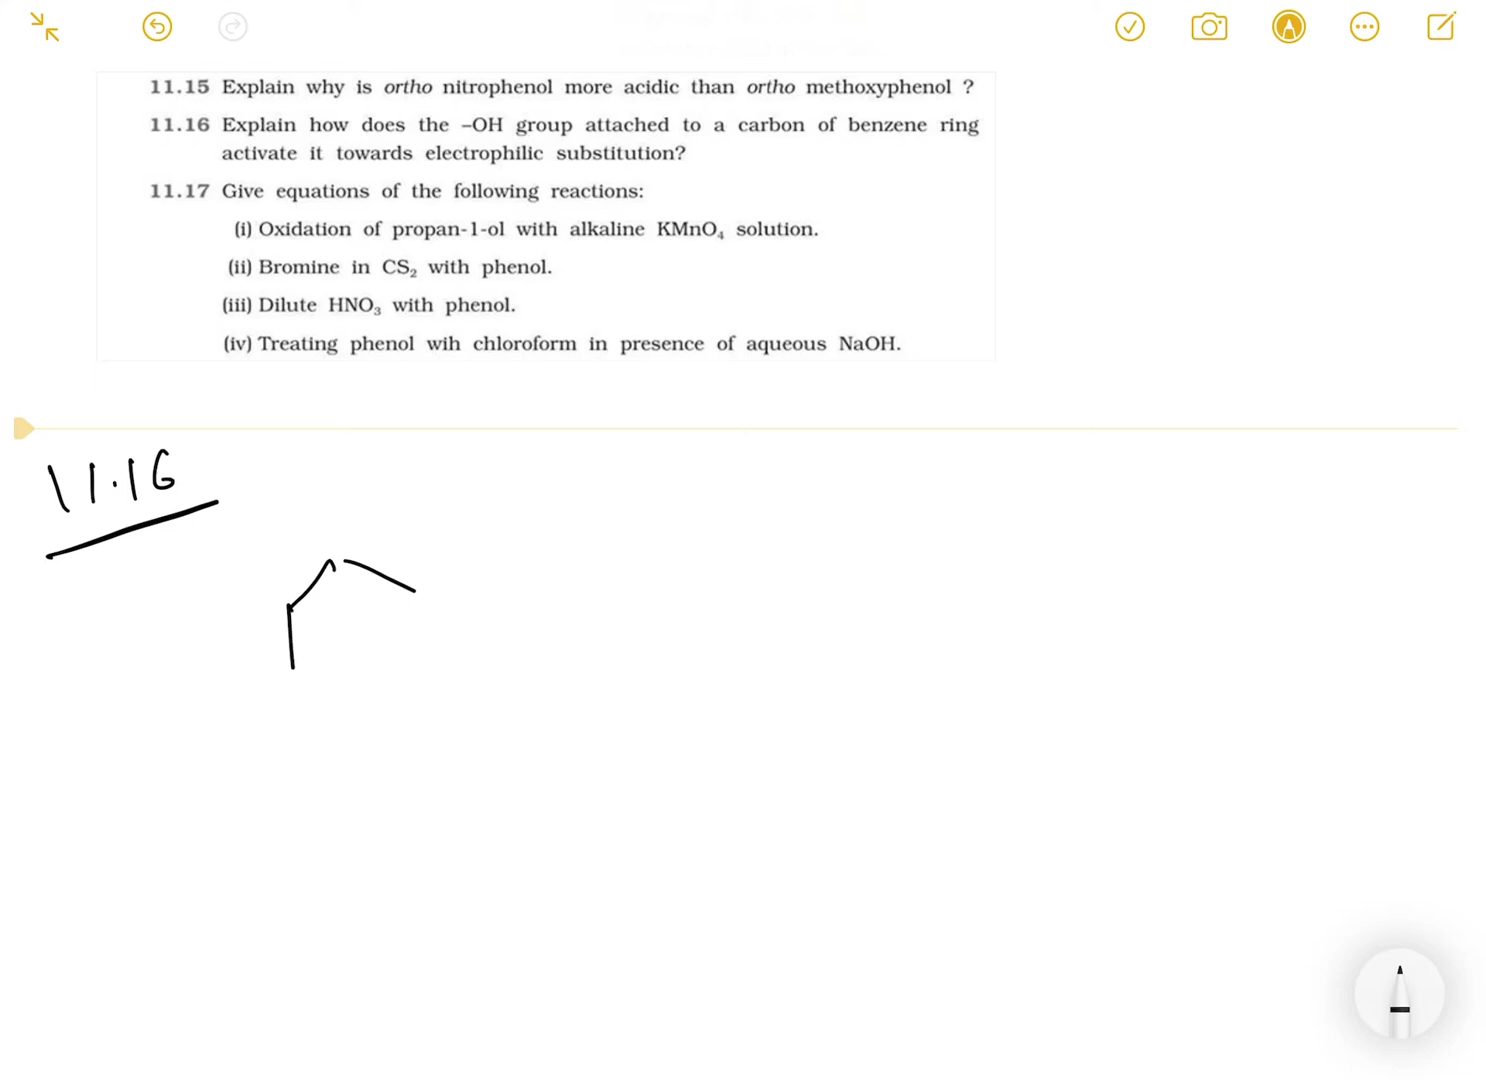 11.15 Explain why is ortho nitrophenol more acidic than ortho methoxyphenol ?
11.16 Explain how does the –OH group attached to a carbon of benzene ring
activate it towards electrophilic substitution?
11.17 Give equations of the following reactions:
(i) Oxidation of propan-1-ol with alkaline KMnO₄ solution.
(ii) Bromine in CS₂ with phenol.
(iii) Dilute HNO₃ with phenol.
(iv) Treating phenol wih chloroform in presence of aqueous NaOH.
11.16